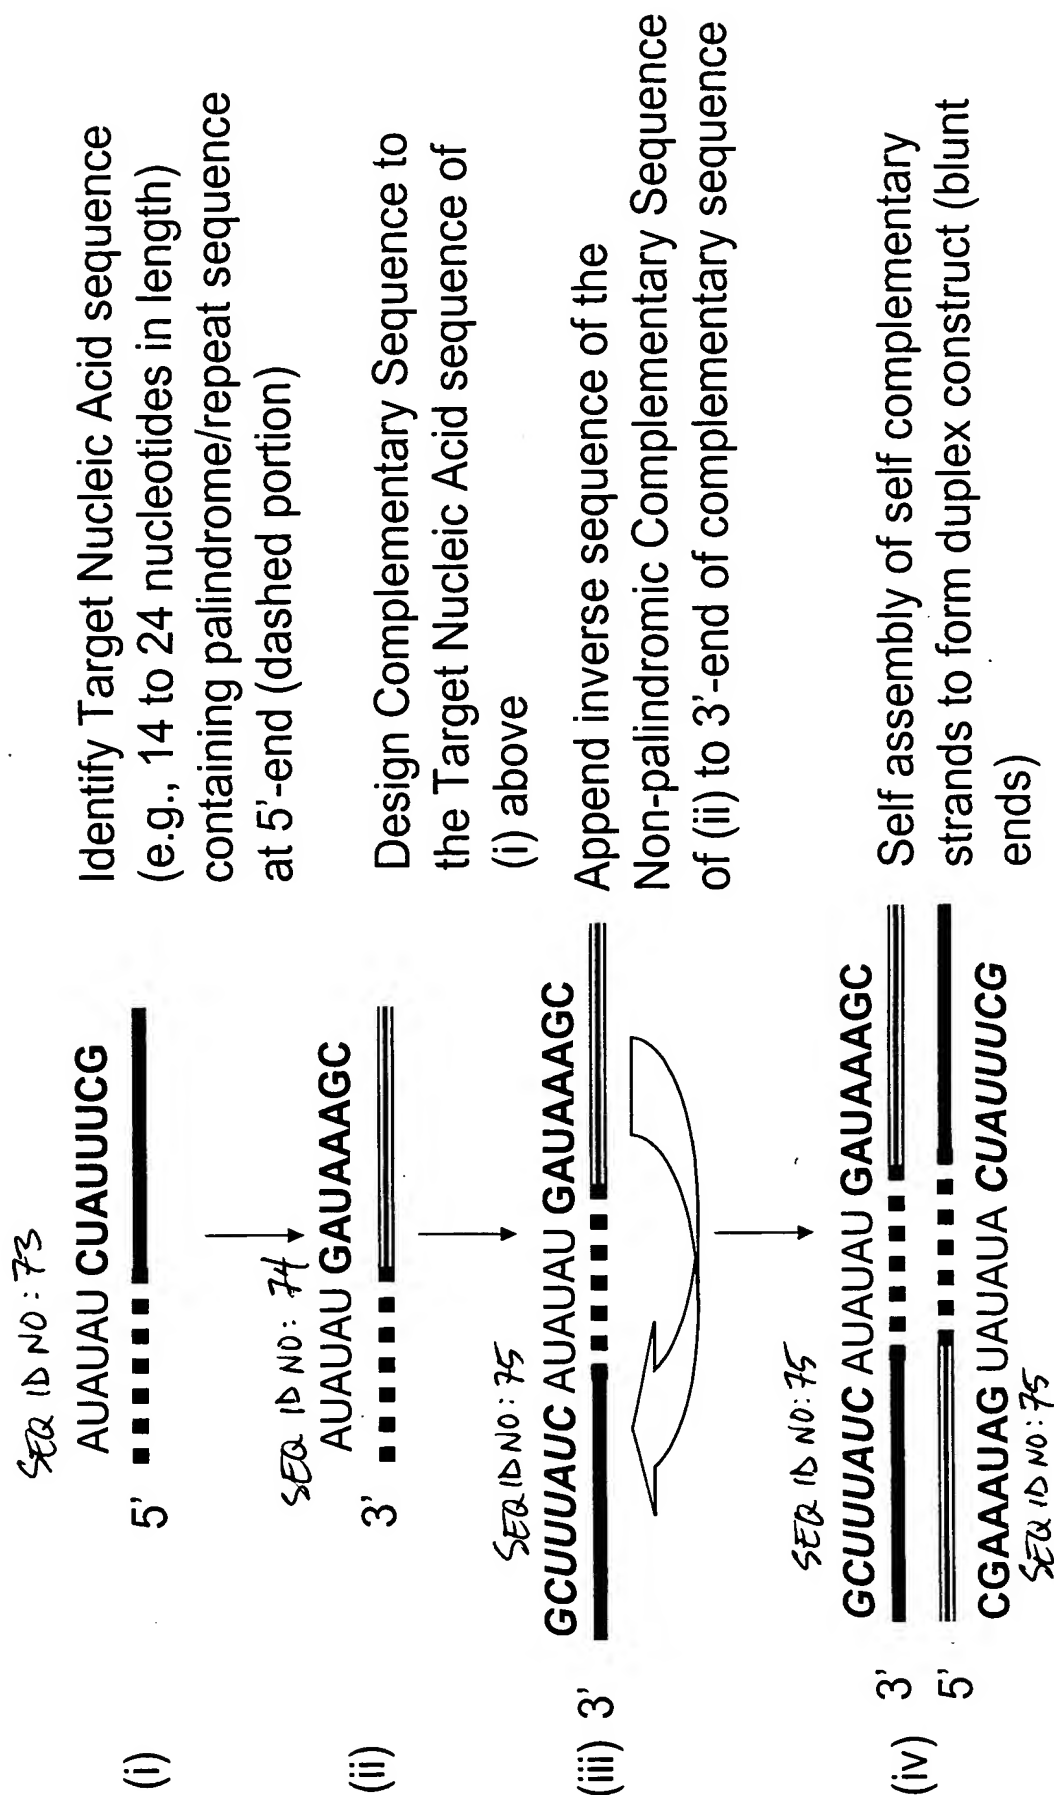 SEQ ID NO: 73
AUAUAU CUAUUUCG
(i) 5'
Identify Target Nucleic Acid sequence
(e.g., 14 to 24 nucleotides in length)
containing palindrome/repeat sequence
at 5'-end (dashed portion)
SEQ ID NO: 74
AUAUAU GAUAAAGC
(ii) 3'
Design Complementary Sequence to
the Target Nucleic Acid sequence of
(i) above
SEQ ID NO: 75
GCUUUAUC AUAUAU GAUAAAGC
(iii) 3'
Append inverse sequence of the
Non-palindromic Complementary Sequence
of (ii) to 3'-end of complementary sequence
SEQ ID NO: 75
GCUUUAUC AUAUAU GAUAAAGC
(iv) 3'
5'
CGAAAUAG UAUAUA CUAUUUCG
SEQ ID NO: 75
Self assembly of self complementary
strands to form duplex construct (blunt
ends)